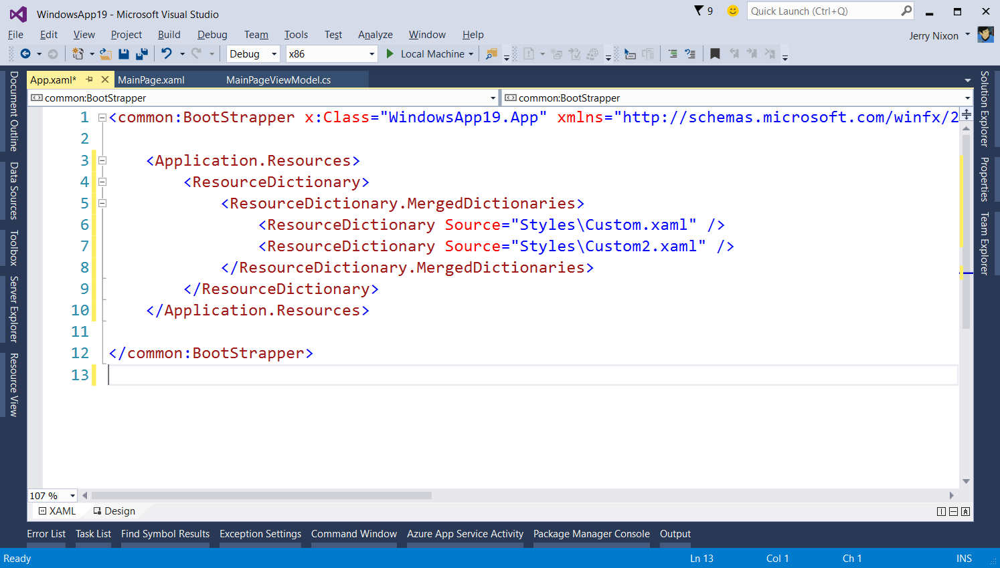 WindowsApp19 - Microsoft Visual Studio
9
Quick Launch (Ctrl+Q)
File Edit View Project Build Debug Team Tools Test Analyze Window Help
Jerry Nixon
Debug x86 Local Machine
App.xaml* MainPage.xaml MainPageViewModel.cs
common:BootStrapper common:BootStrapper
1 <common:BootStrapper x:Class="WindowsApp19.App" xmlns="http://schemas.microsoft.com/winfx/2
2
3 <Application.Resources>
4 <ResourceDictionary>
5 <ResourceDictionary.MergedDictionaries>
6 <ResourceDictionary Source="Styles\Custom.xaml" />
7 <ResourceDictionary Source="Styles\Custom2.xaml" />
8 </ResourceDictionary.MergedDictionaries>
9 </ResourceDictionary>
10 </Application.Resources>
11
12 </common:BootStrapper>
13
Document Outline
Data Sources
Toolbox
Server Explorer
Resource View
Solution Explorer
Properties
Team Explorer
107 %
XAML Design
Error List Task List Find Symbol Results Exception Settings Command Window Azure App Service Activity Package Manager Console Output
Ready Ln 13 Col 1 Ch 1 INS